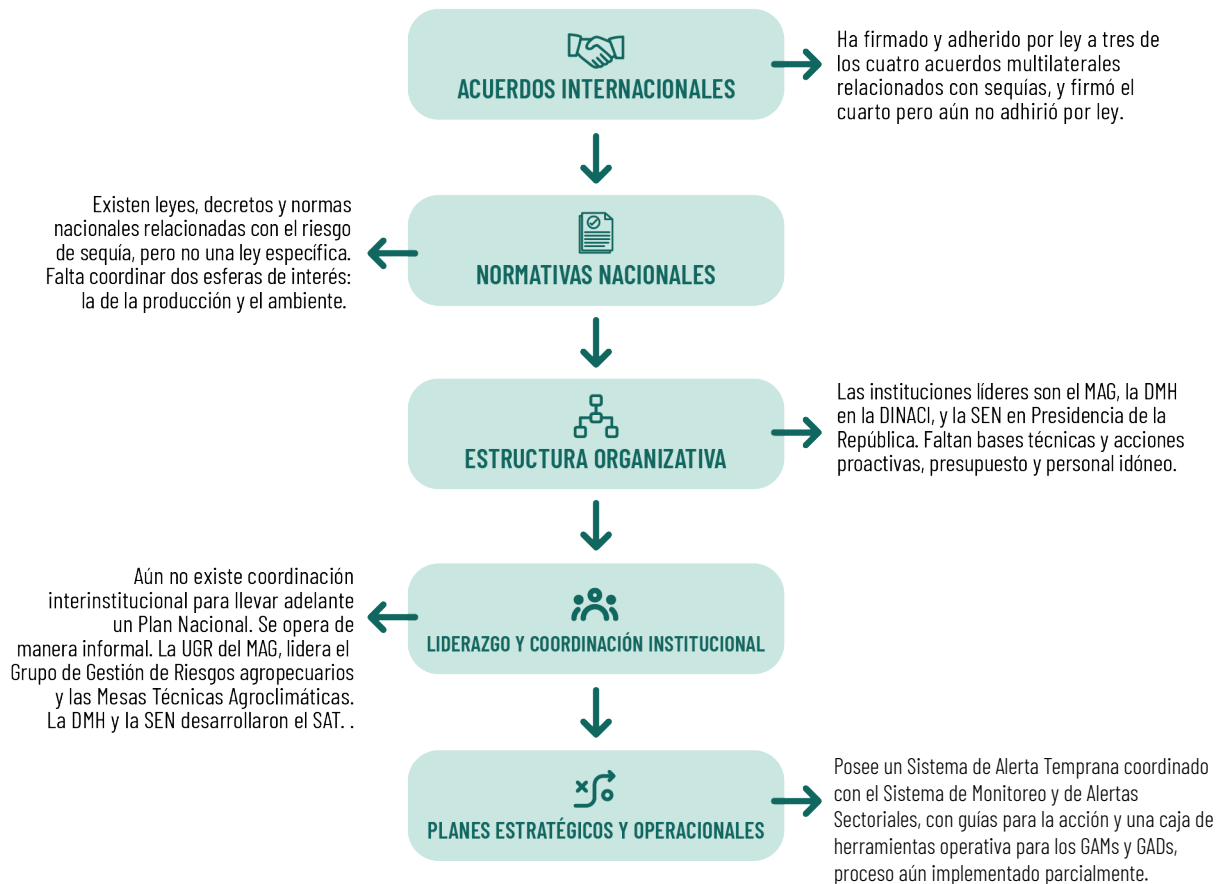 ACUERDOS INTERNACIONALES
Ha firmado y adherido por ley a tres de
los cuatro acuerdos multilaterales
relacionados con sequías, y firmó el
cuarto pero aún no adhirió por ley.
NORMATIVAS NACIONALES
Existen leyes, decretos y normas
nacionales relacionadas con el riesgo
de sequía, pero no una ley específica.
Falta coordinar dos esferas de interés:
la de la producción y el ambiente.
ESTRUCTURA ORGANIZATIVA
Las instituciones líderes son el MAG, la DMH
en la DINACI, y la SEN en Presidencia de la
República. Faltan bases técnicas y acciones
proactivas, presupuesto y personal idóneo.
LIDERAZGO Y COORDINACIÓN INSTITUCIONAL
Aún no existe coordinación
interinstitucional para llevar adelante
un Plan Nacional. Se opera de
manera informal. La UGR del MAG, lidera el
Grupo de Gestión de Riesgos agropecuarios
y las Mesas Técnicas Agroclimáticas.
La DMH y la SEN desarrollaron el SAT. .
PLANES ESTRATÉGICOS Y OPERACIONALES
Posee un Sistema de Alerta Temprana coordinado
con el Sistema de Monitoreo y de Alertas
Sectoriales, con guías para la acción y una caja de
herramientas operativa para los GAMs y GADs,
proceso aún implementado parcialmente.